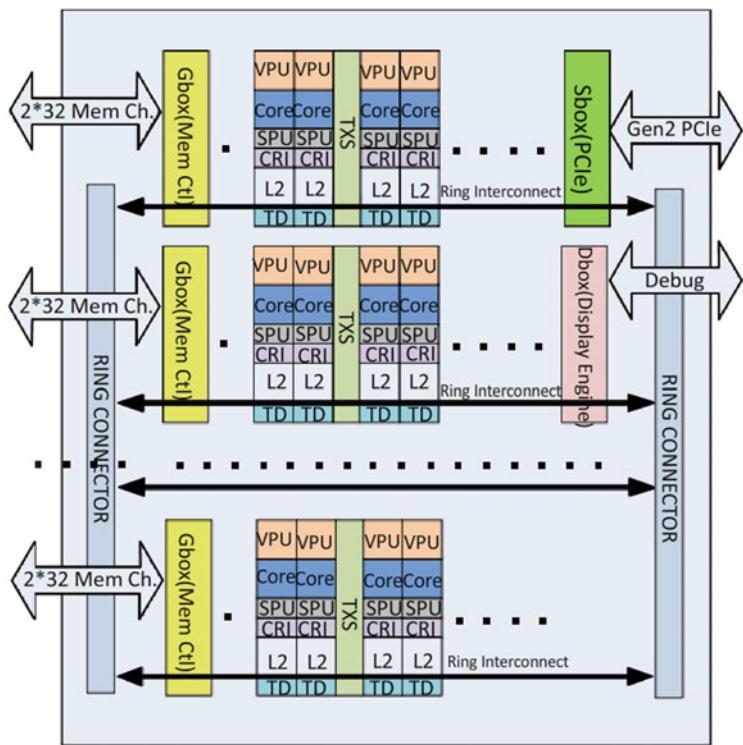 2*32 Mem Ch.
Gbox(Mem Ctl)
VPU VPU VPU VPU
Core Core Core Core
SPU SPU SPU SPU
CRI CRI CRI CRI
L2 L2 L2 L2
TD TD TD TD
TXS
Ring Interconnect
Sbox(PCIe)
Gen2 PCIe
2*32 Mem Ch.
Gbox(Mem Ctl)
VPU VPU VPU VPU
Core Core Core Core
SPU SPU SPU SPU
CRI CRI CRI CRI
L2 L2 L2 L2
TD TD TD TD
TXS
Ring Interconnect
Dbox(Display
Engine)
Debug
RING CONNECTOR
RING CONNECTOR
2*32 Mem Ch.
Gbox(Mem Ctl)
VPU VPU VPU VPU
Core Core Core Core
SPU SPU SPU SPU
CRI CRI CRI CRI
L2 L2 L2 L2
TD TD TD TD
TXS
Ring Interconnect